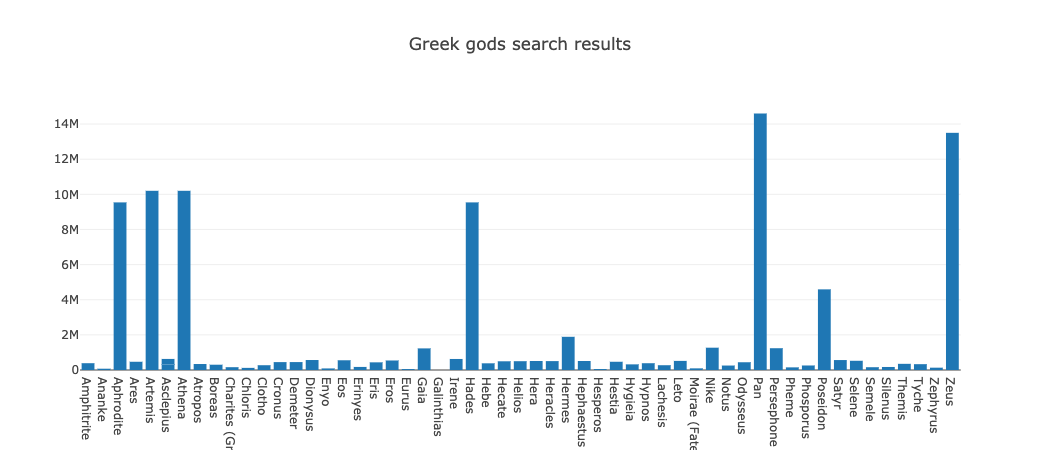 Greek gods search results
14M
12M
10M
8M
6M
4M
2M
0
Amphitrite
Ananke
Aphrodite
Ares
Artemis
Asclepius
Athena
Atropos
Boreas
Charites (Gr
Chloris
Clotho
Cronus
Demeter
Dionysus
Enyo
Eos
Erinyes
Eris
Eros
Eurus
Gaia
Galinthias
Irene
Hades
Hebe
Hecate
Helios
Hera
Heracles
Hermes
Hephaestus
Hesperos
Hestia
Hygieia
Hypnos
Lachesis
Leto
Moirae (Fate
Nike
Notus
Odysseus
Pan
Persephone
Pheme
Phosporus
Poseidon
Satyr
Selene
Semele
Silenus
Themis
Tyche
Zephyrus
Zeus